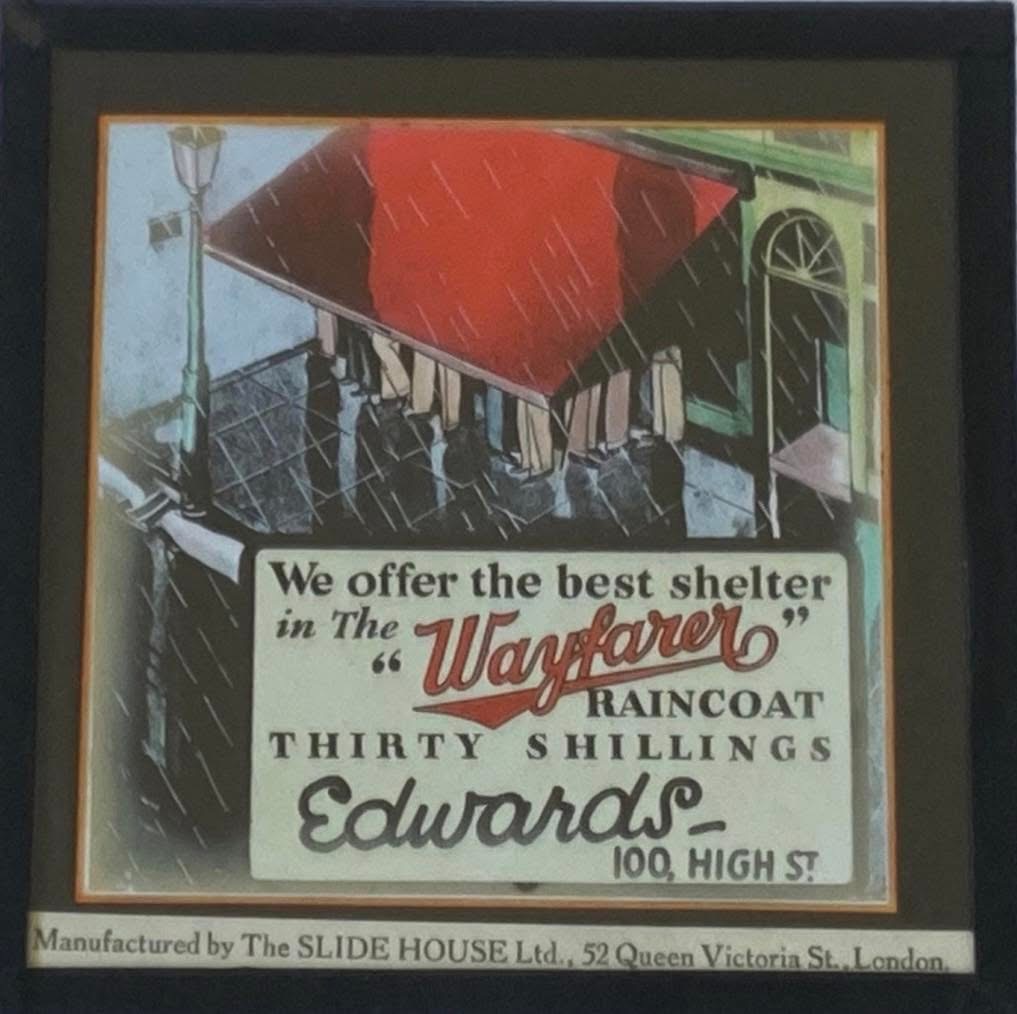 We offer the best shelter
in The “Wayfarer”
RAINCOAT
THIRTY SHILLINGS
Edwards–
100, HIGH ST.
Manufactured by The SLIDE HOUSE Ltd., 52 Queen Victoria St., London.